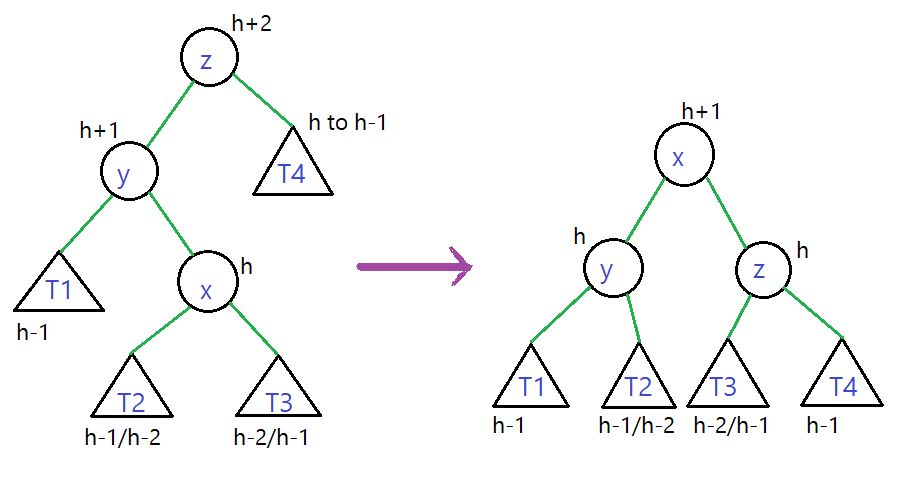 h+2
z
h+1
h to h-1
y
T4
h
T1
x
h-1
T2
T3
h-1/h-2
h-2/h-1
h+1
x
h
h
y
z
T1
T2
T3
T4
h-1
h-1/h-2
h-2/h-1
h-1